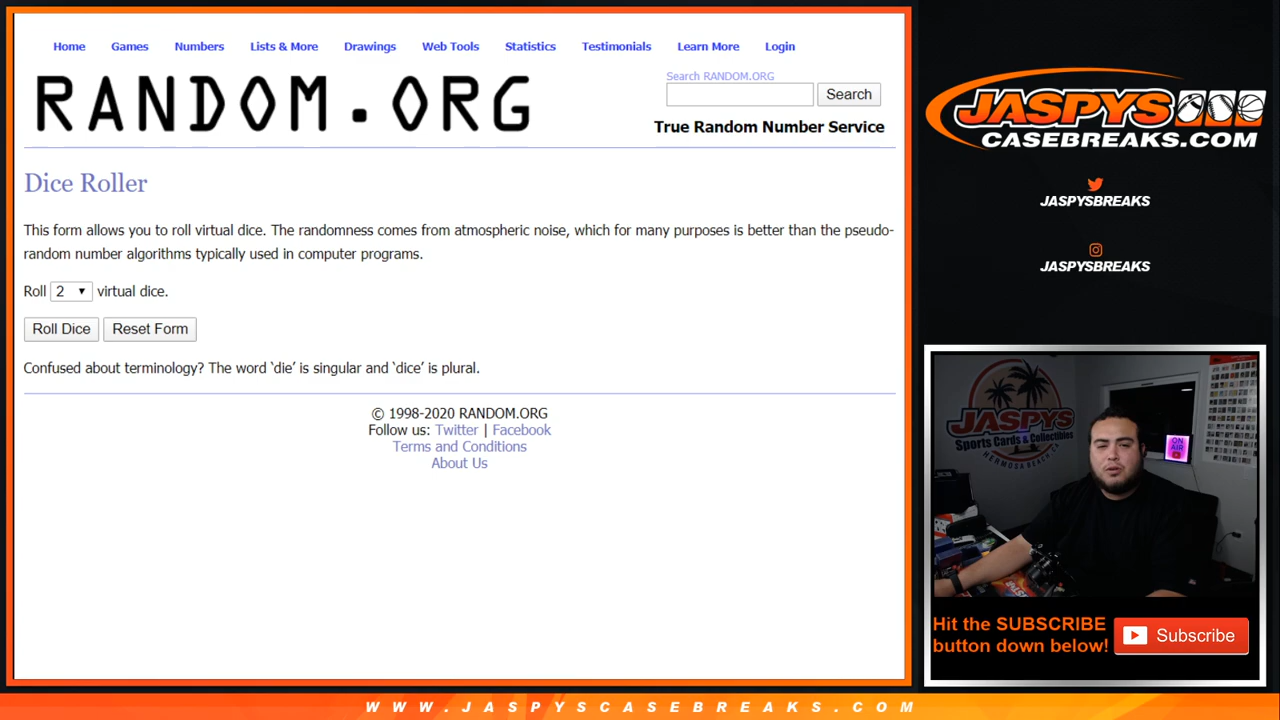 Home Games Numbers Lists & More Drawings Web Tools Statistics Testimonials Learn More Login
RANDOM.ORG
Search RANDOM.ORG
Search
True Random Number Service
Dice Roller
This form allows you to roll virtual dice. The randomness comes from atmospheric noise, which for many purposes is better than the pseudo-
random number algorithms typically used in computer programs.
Roll 2 virtual dice.
Roll Dice Reset Form
Confused about terminology? The word ‘die’ is singular and ‘dice’ is plural.
© 1998-2020 RANDOM.ORG
Follow us: Twitter | Facebook
Terms and Conditions
About Us
JASPYS
CASEBREAKS.COM
JASPYSBREAKS
JASPYSBREAKS
JASPYS
Sports Cards & Collectibles
HERMOSA BEACH, CA
ON
AIR
Hit the SUBSCRIBE
button down below!
Subscribe
WWW.JASPYSCASEBREAKS.COM